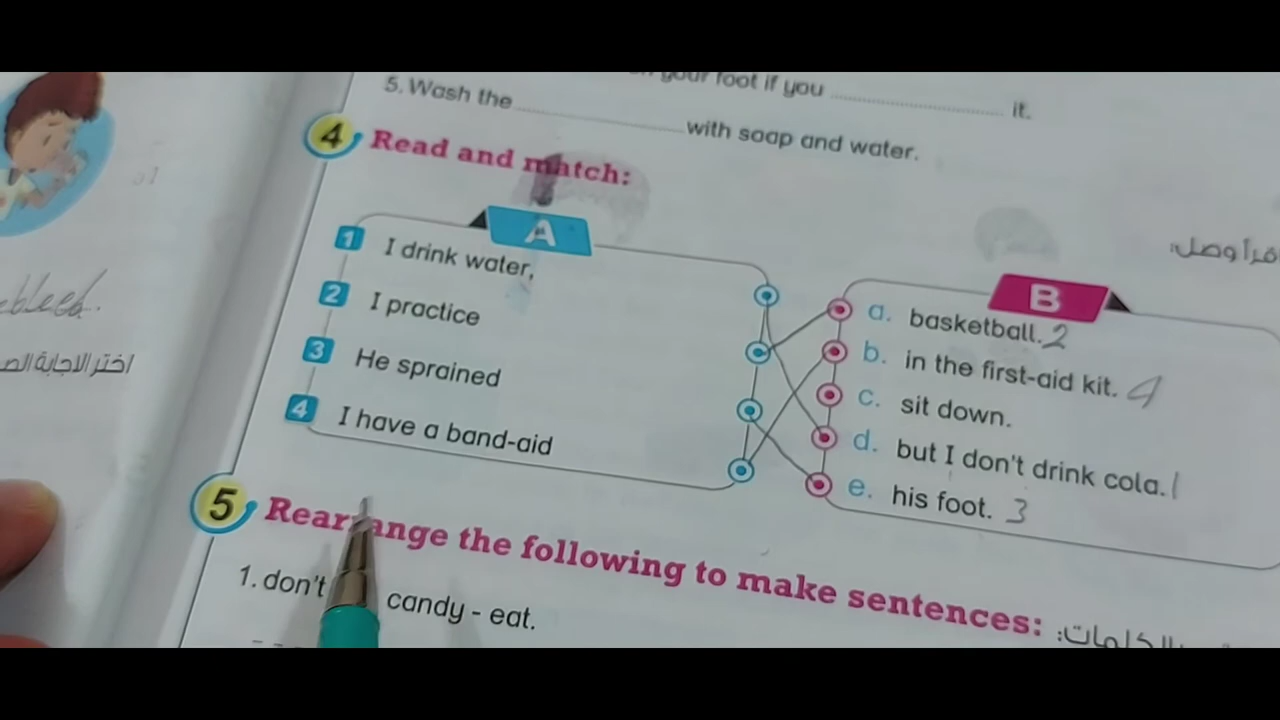 your foot if you .......... it.
5. Wash the .......... with soap and water.
4 Read and match:
اقرأ وصل:
A
1 I drink water,
2 I practice
3 He sprained
4 I have a band-aid
B
a. basketball. 2
b. in the first-aid kit. 4
c. sit down.
d. but I don't drink cola. 1
e. his foot. 3
bleed.
اختر الاجابة
5 Rearrange the following to make sentences:
الكلمات:
1. don't candy - eat.